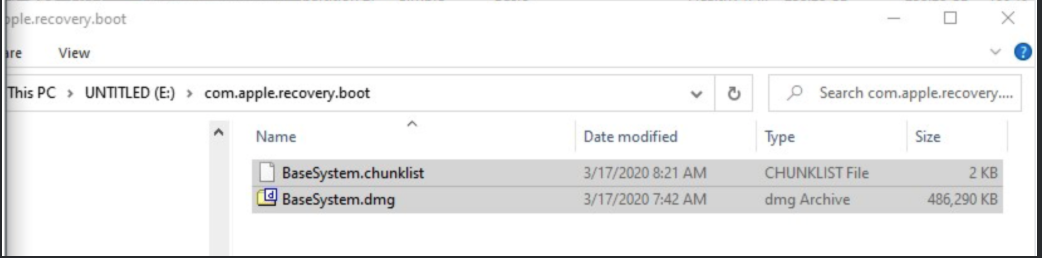 pple.recovery.boot
are View
This PC > UNTITLED (E:) > com.apple.recovery.boot Search com.apple.recovery....
Name Date modified Type Size
BaseSystem.chunklist 3/17/2020 8:21 AM CHUNKLIST File 2 KB
BaseSystem.dmg 3/17/2020 7:42 AM dmg Archive 486,290 KB